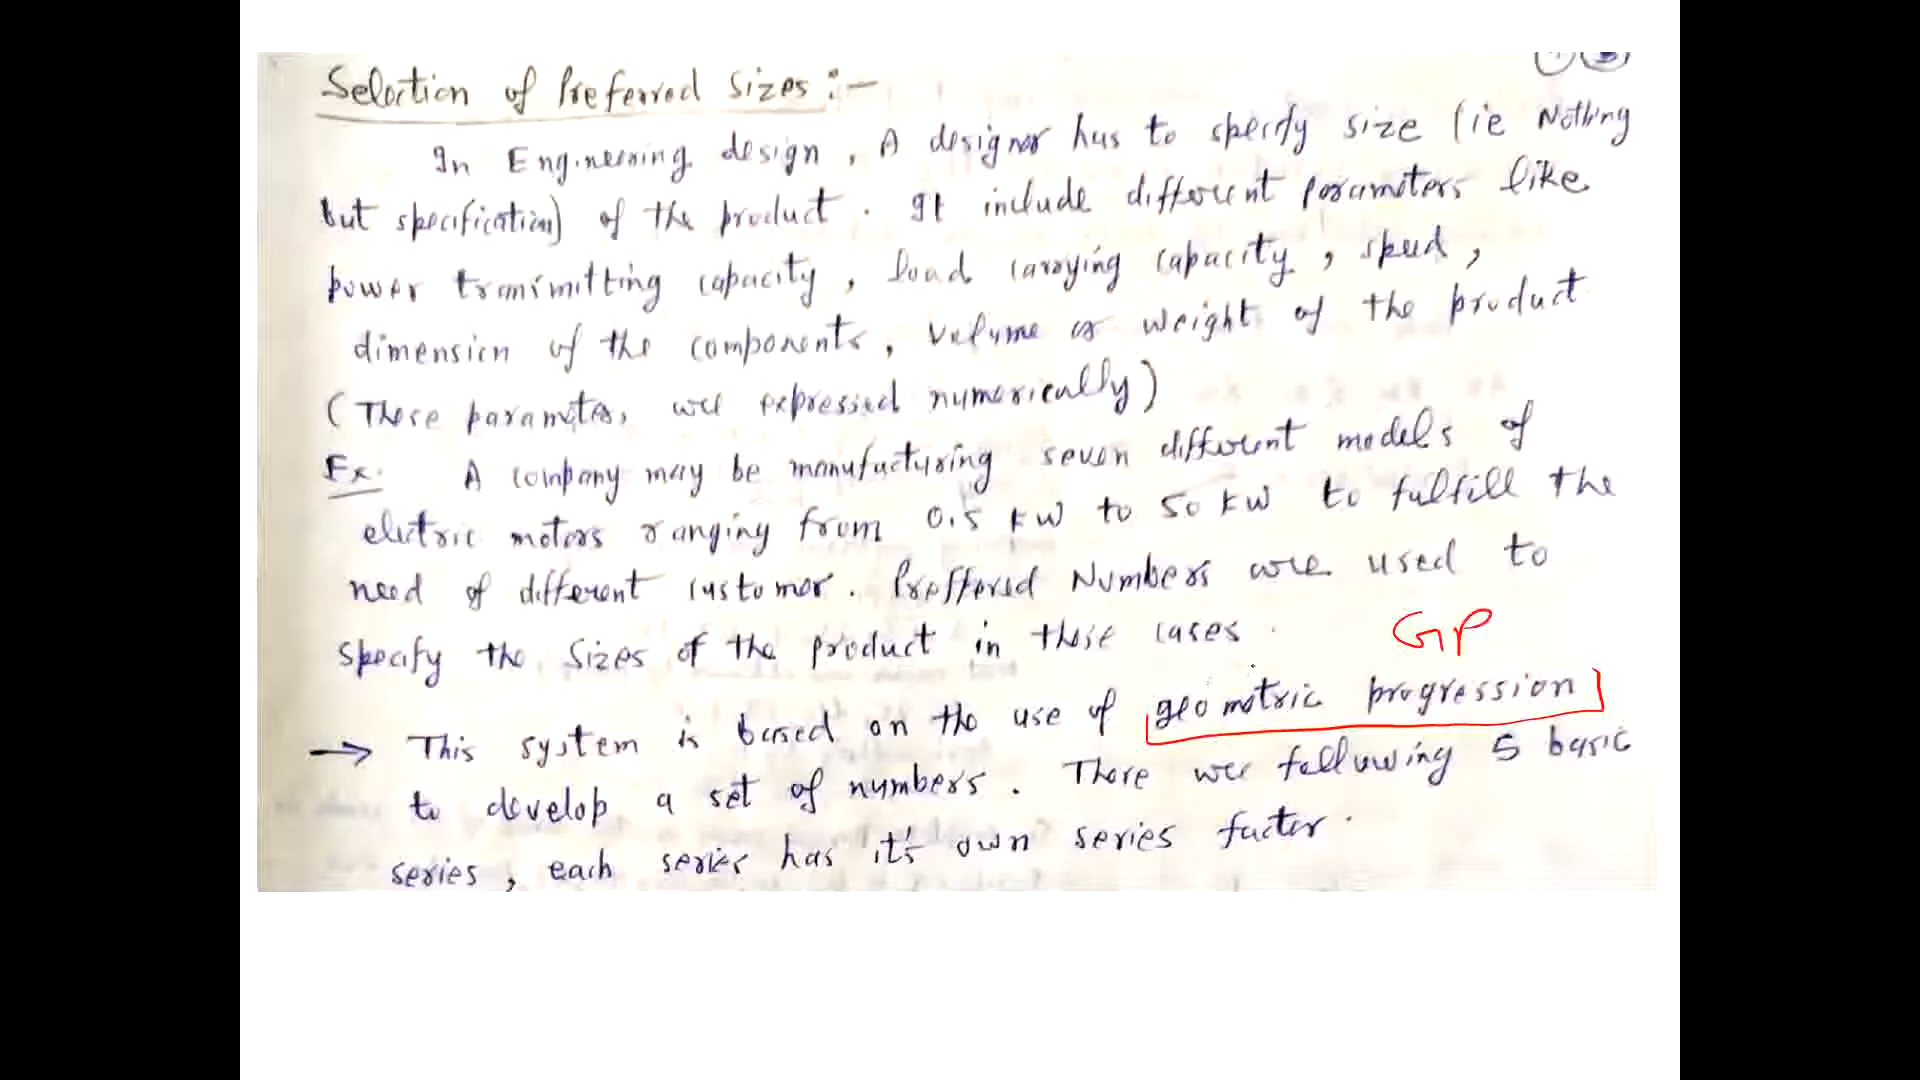 Selection of Preferred Sizes :-
In Engineering design, A designer has to specify size (ie Nothing
but specification) of the product. It include different parameters like
power transmitting capacity, load carrying capacity, speed,
dimension of the components, volume or weight of the product
(These parameters are expressed numerically)
Ex. A company may be manufacturing seven different models of
electric motors ranging from 0.5 kW to 50 kW to fulfill the
need of different customer. Preffered Numbers are used to
specify the sizes of the product in these cases.
GP
→ This system is based on the use of geometric progression
to develop a set of numbers. There are following 5 basic
series, each series has it's own series factor.